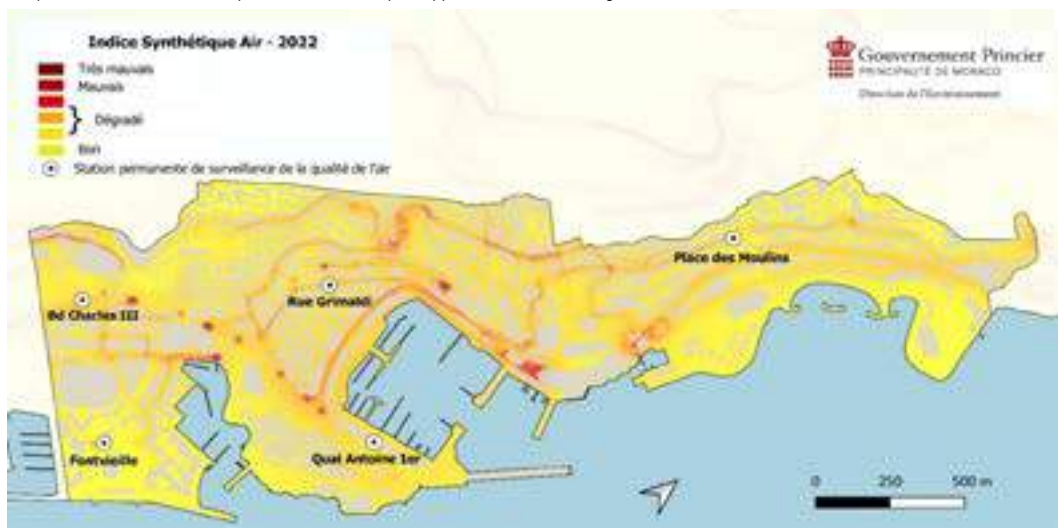 Indice Synthétique Air - 2022
Très mauvais
Mauvais
Dégradé
Bon
Station permanente de surveillance de la qualité de l'air
Gouvernement Princier
PRINCIPAUTÉ DE MONACO
Direction de l'Environnement
Place des Moulins
Rue Grimaldi
Bd Charles III
Fontvieille
Quai Antoine 1er
0 250 500 m